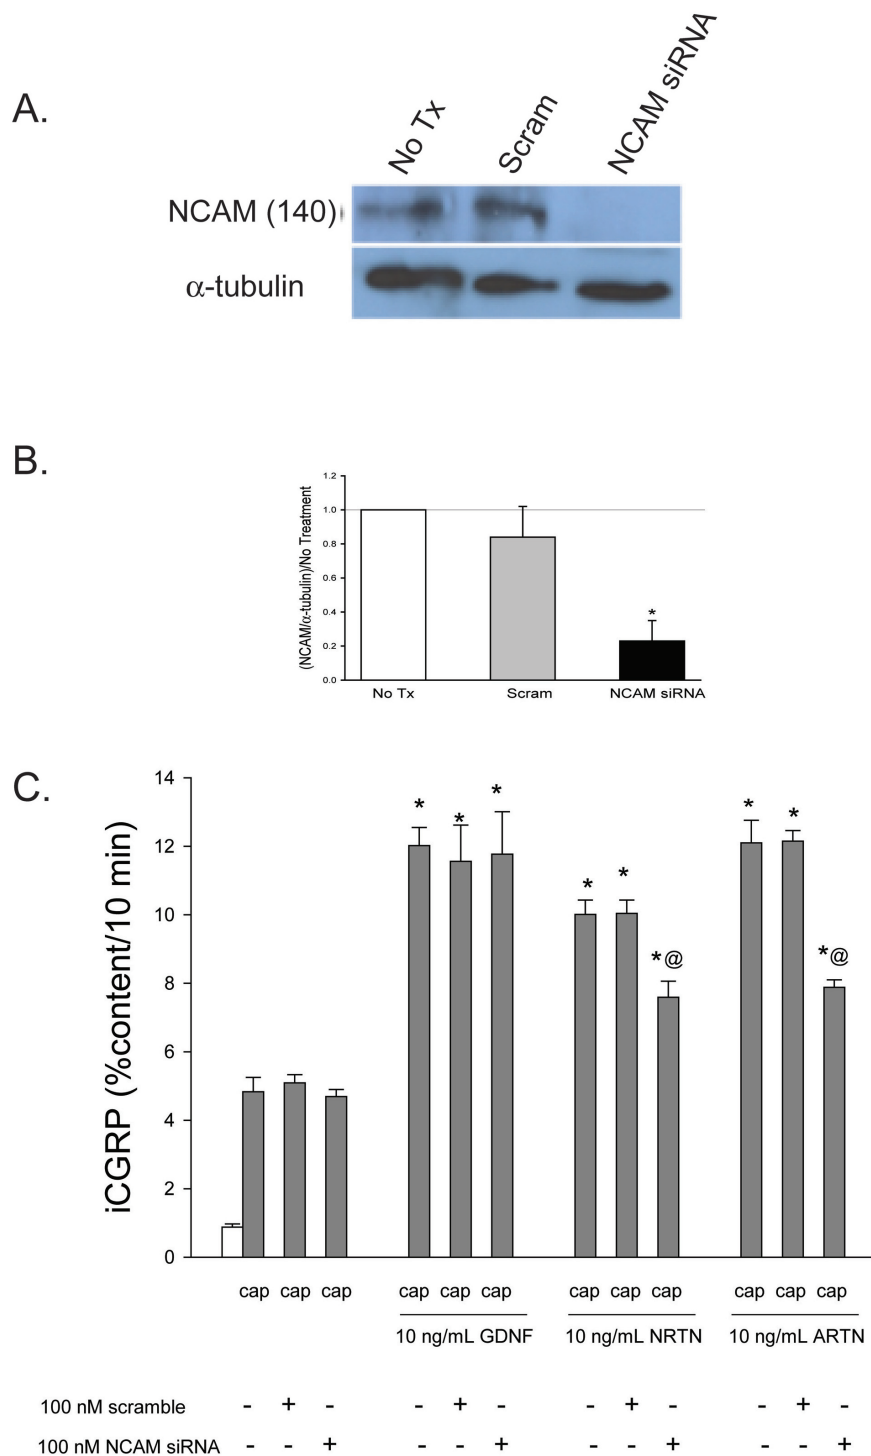 A.
No Tx Scram NCAM siRNA
NCAM (140)
α-tubulin
B.
(NCAM/α-tubulin)/No Treatment
1.2
1.0
0.8
0.6
0.4
0.2
0.0
*
No Tx Scram NCAM siRNA
C.
iCGRP (%content/10 min)
14
12
10
8
6
4
2
0
* * * * * *@ * * *@
cap cap cap cap cap cap cap cap cap cap cap cap
10 ng/mL GDNF 10 ng/mL NRTN 10 ng/mL ARTN
100 nM scramble - + - - + - - + - - + -
100 nM NCAM siRNA - - + - - + - - + - - +